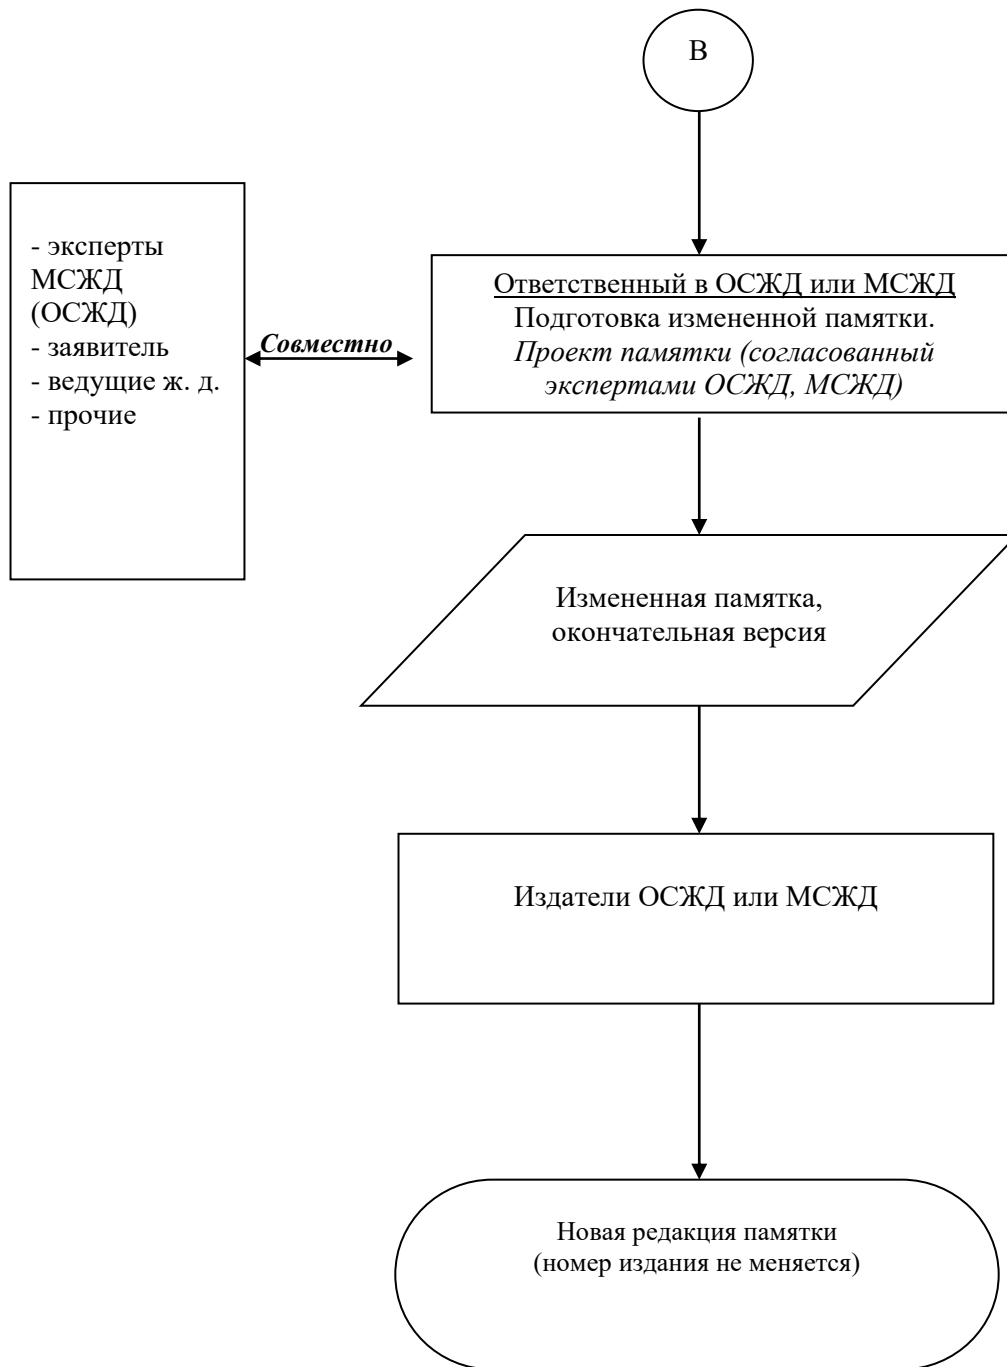 В
- эксперты
МСЖД
(ОСЖД)
- заявитель
- ведущие ж. д.
- прочие
Совместно
Ответственный в ОСЖД или МСЖД
Подготовка измененной памятки.
Проект памятки (согласованный
экспертами ОСЖД, МСЖД)
Измененная памятка,
окончательная версия
Издатели ОСЖД или МСЖД
Новая редакция памятки
(номер издания не меняется)